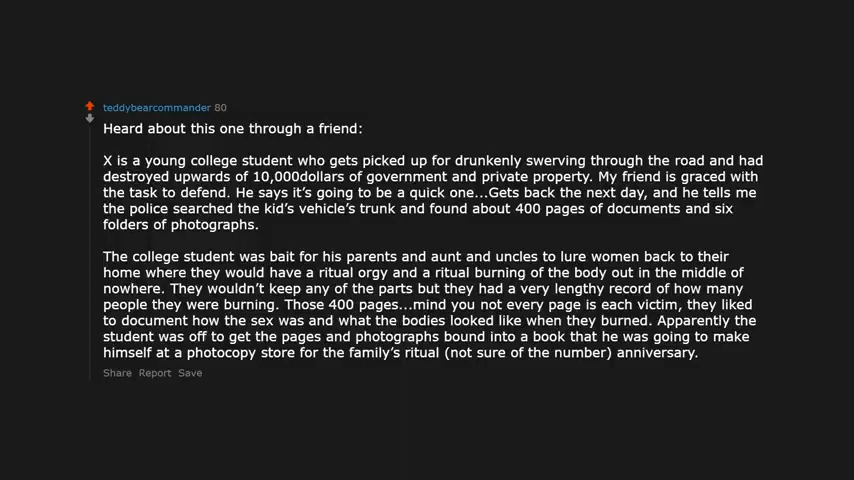 teddybearcommander 80
Heard about this one through a friend:
X is a young college student who gets picked up for drunkenly swerving through the road and had
destroyed upwards of 10,000dollars of government and private property. My friend is graced with
the task to defend. He says it's going to be a quick one...Gets back the next day, and he tells me
the police searched the kid's vehicle's trunk and found about 400 pages of documents and six
folders of photographs.
The college student was bait for his parents and aunt and uncles to lure women back to their
home where they would have a ritual orgy and a ritual burning of the body out in the middle of
nowhere. They wouldn't keep any of the parts but they had a very lengthy record of how many
people they were burning. Those 400 pages...mind you not every page is each victim, they liked
to document how the sex was and what the bodies looked like when they burned. Apparently the
student was off to get the pages and photographs bound into a book that he was going to make
himself at a photocopy store for the family's ritual (not sure of the number) anniversary.
Share Report Save